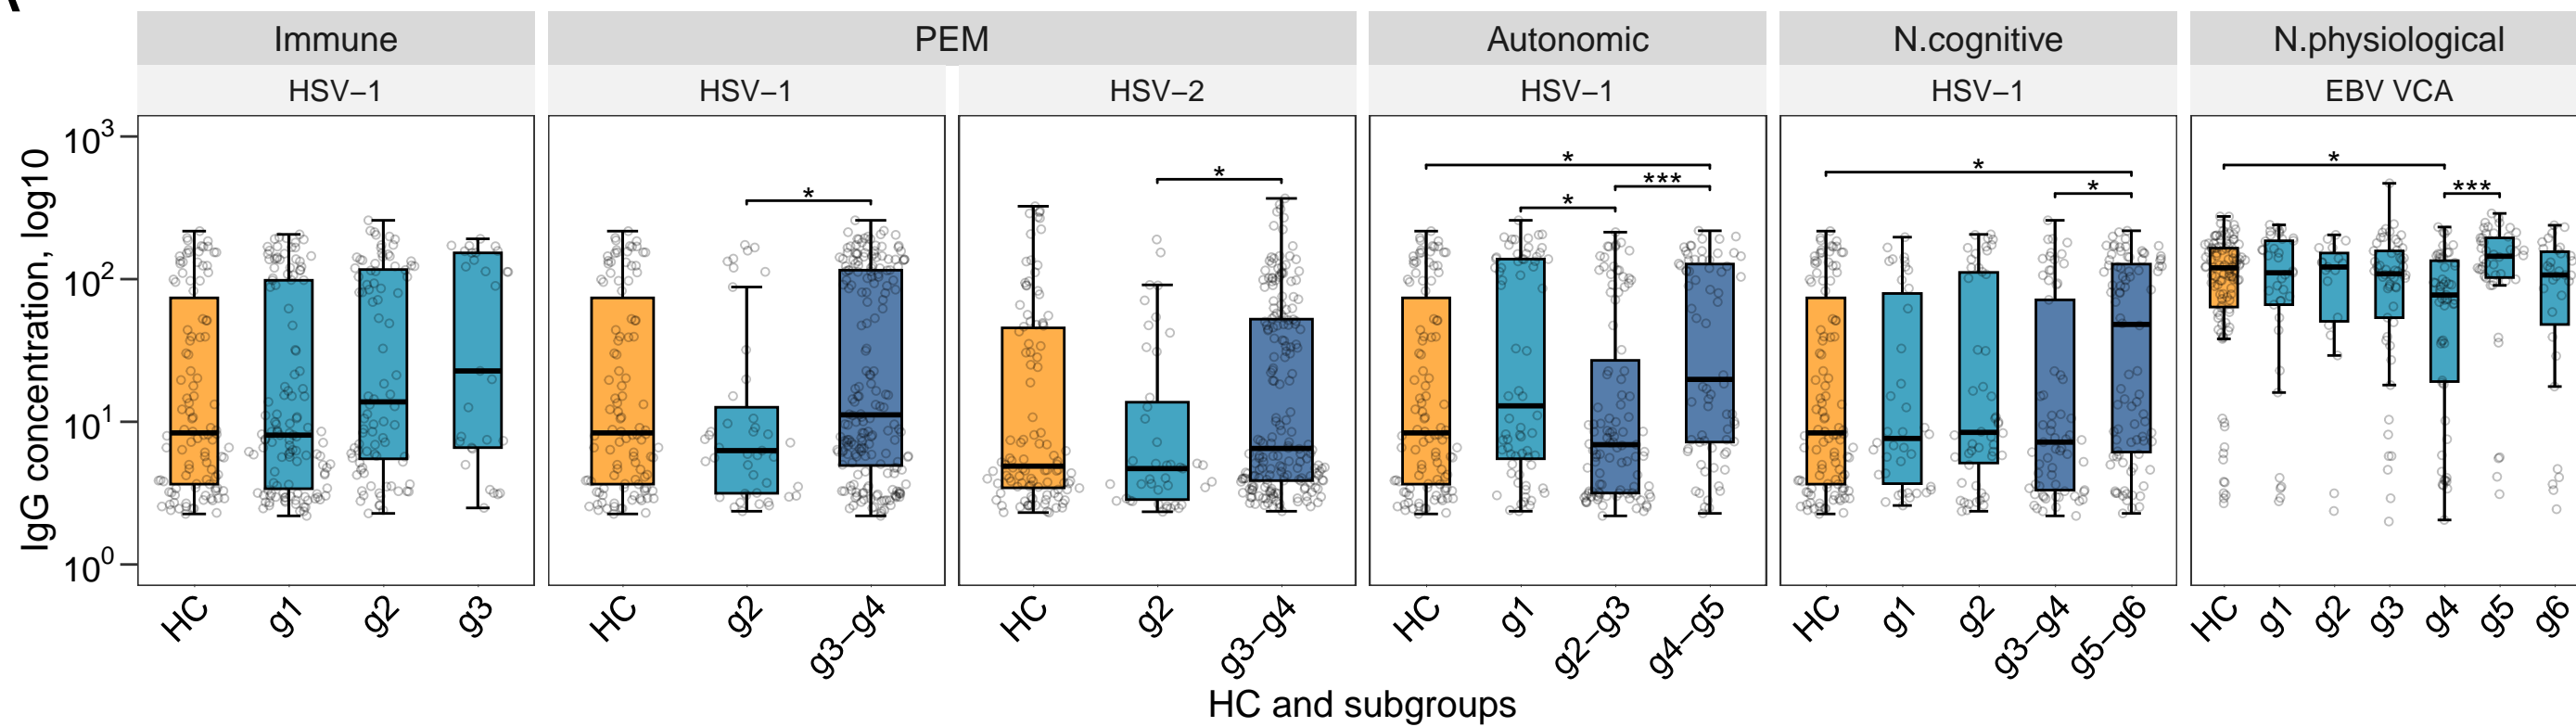 Immune PEM Autonomic N.cognitive N.physiological
HSV–1 HSV–1 HSV–2 HSV–1 HSV–1 EBV VCA
IgG concentration, log10
10³
10²
10¹
10⁰
* * * * *** * * * ***
HC g1 g2 g3 HC g2 g3–g4 HC g2 g3–g4 HC g1 g2–g3 g4–g5 HC g1 g2 g3–g4 g5–g6 HC g1 g2 g3 g4 g5 g6
HC and subgroups